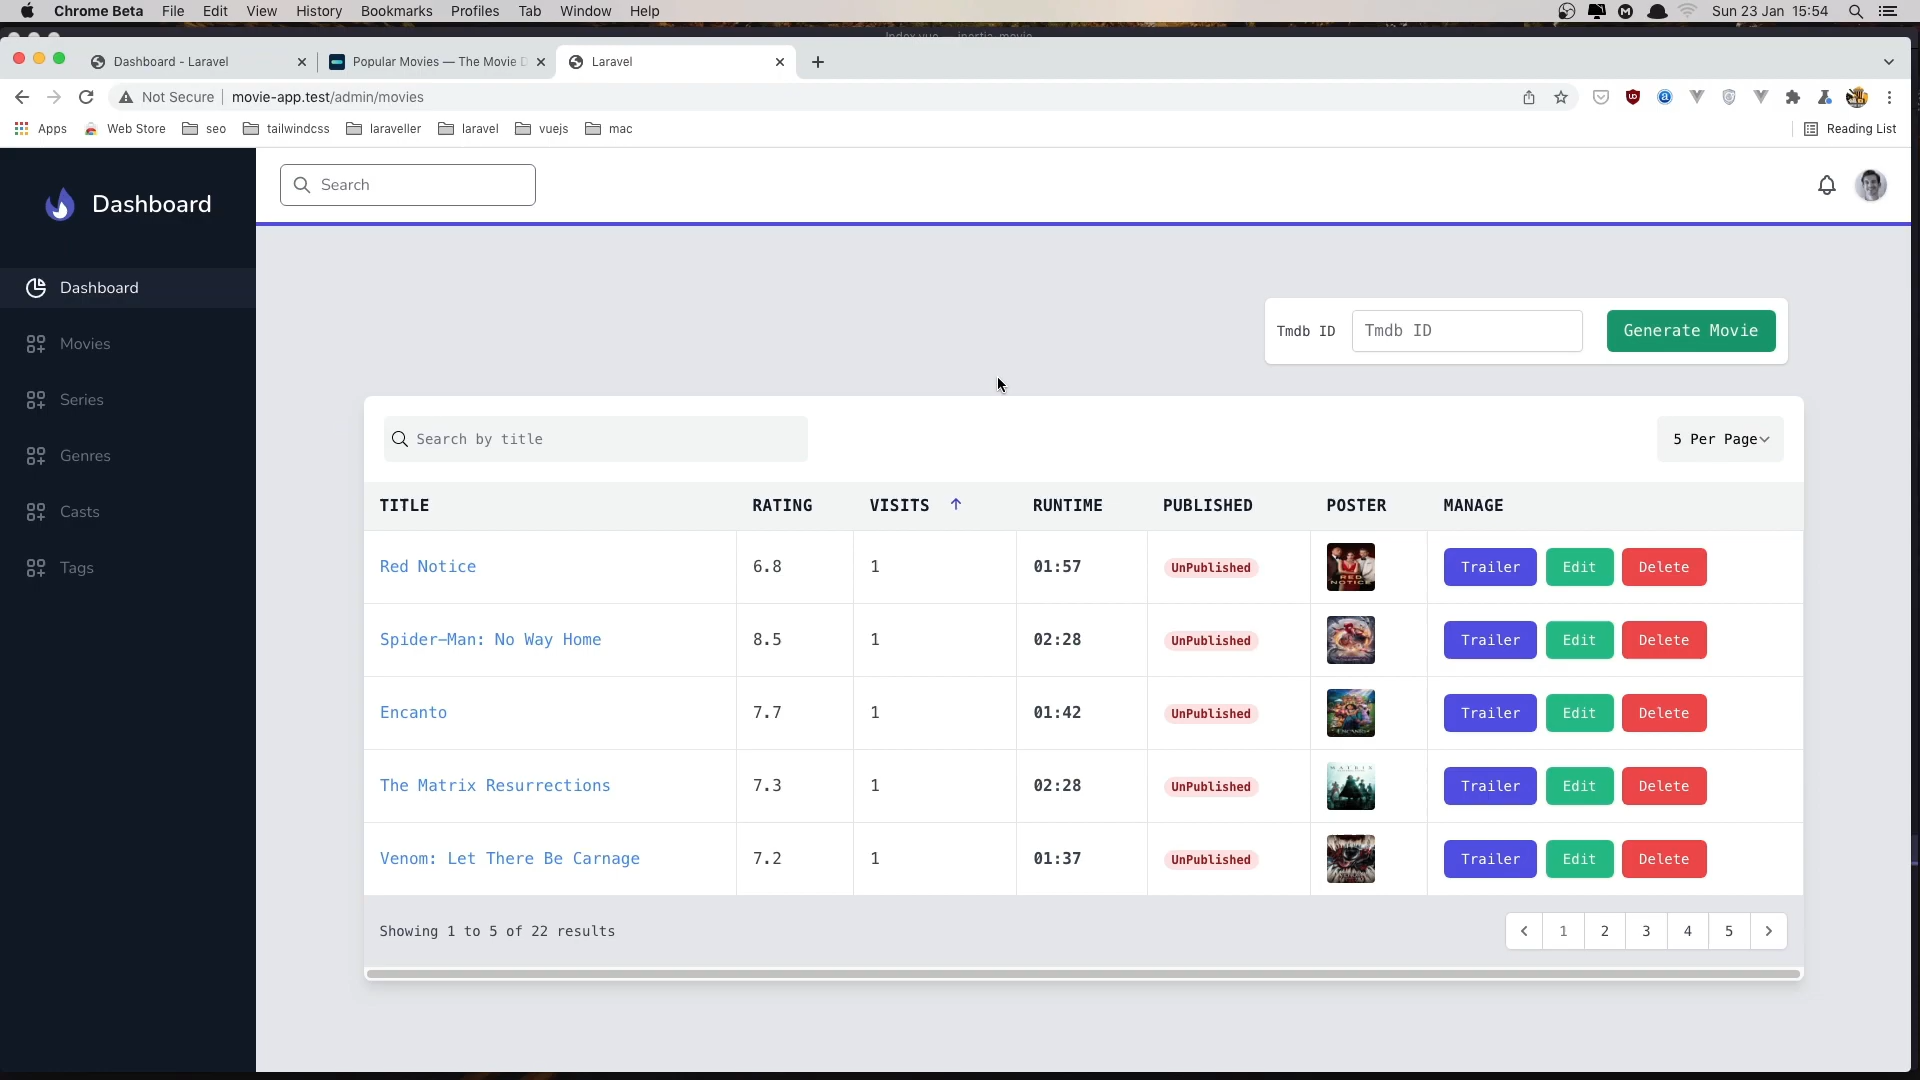 Chrome Beta File Edit View History Bookmarks Profiles Tab Window Help Sun 23 Jan 15:54
Index.vue — inertia-movie
Dashboard - Laravel Popular Movies — The Movie D Laravel
Not Secure movie-app.test/admin/movies
Apps Web Store seo tailwindcss laraveller laravel vuejs mac Reading List
Dashboard
Search
Dashboard
Movies
Series
Genres
Casts
Tags
Tmdb ID Tmdb ID Generate Movie
Search by title 5 Per Page
TITLE RATING VISITS RUNTIME PUBLISHED POSTER MANAGE
Red Notice 6.8 1 01:57 UnPublished RED NOTICE Trailer Edit Delete
Spider-Man: No Way Home 8.5 1 02:28 UnPublished Trailer Edit Delete
Encanto 7.7 1 01:42 UnPublished ENCANTO Trailer Edit Delete
The Matrix Resurrections 7.3 1 02:28 UnPublished MATRIX Trailer Edit Delete
Venom: Let There Be Carnage 7.2 1 01:37 UnPublished Trailer Edit Delete
Showing 1 to 5 of 22 results 1 2 3 4 5